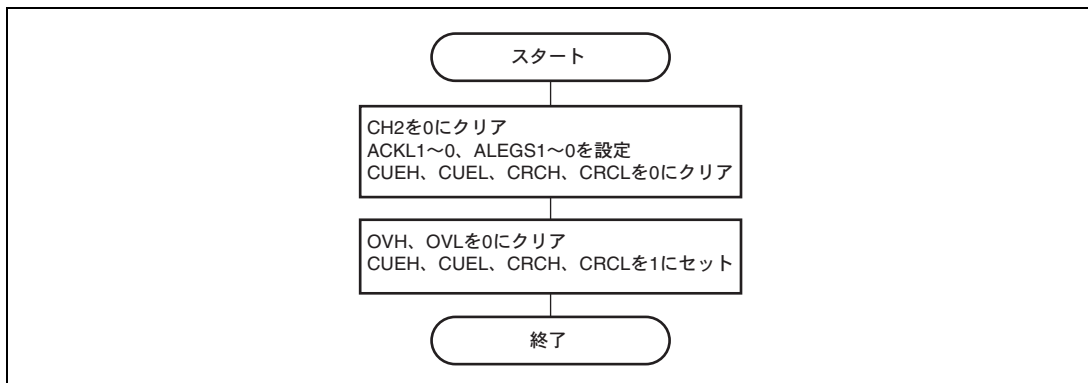 スタート
CH2を0にクリア
ACKL1～0、ALEGS1～0を設定
CUEH、CUEL、CRCH、CRCLを0にクリア
OVH、OVLを0にクリア
CUEH、CUEL、CRCH、CRCLを1にセット
終了